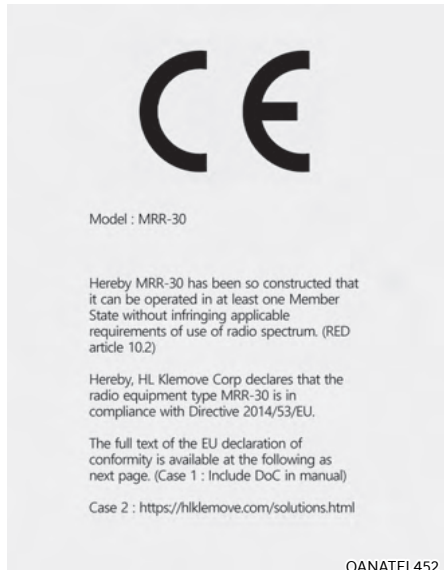 CE
Model : MRR-30
Hereby MRR-30 has been so constructed that
it can be operated in at least one Member
State without infringing applicable
requirements of use of radio spectrum. (RED
article 10.2)
Hereby, HL Klemove Corp declares that the
radio equipment type MRR-30 is in
compliance with Directive 2014/53/EU.
The full text of the EU declaration of
conformity is available at the following as
next page. (Case 1 : Include DoC in manual)
Case 2 : https://hlklemove.com/solutions.html
OANATEL452